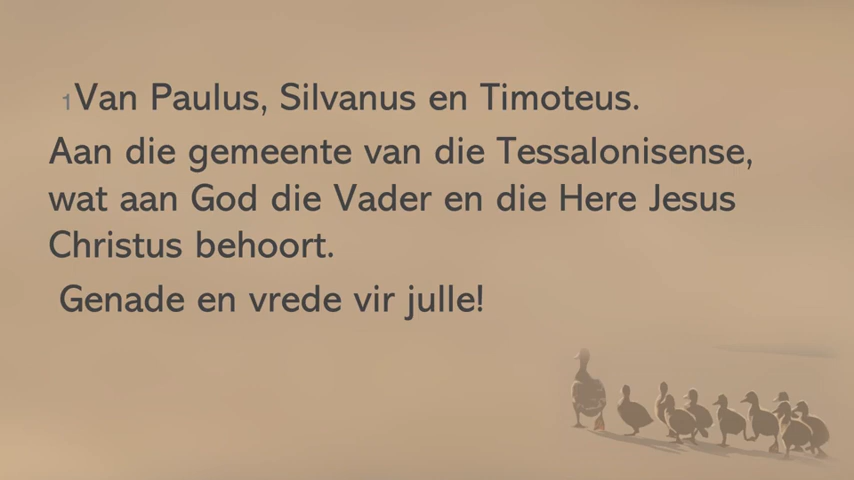 1Van Paulus, Silvanus en Timoteus.
Aan die gemeente van die Tessalonisense,
wat aan God die Vader en die Here Jesus
Christus behoort.
Genade en vrede vir julle!